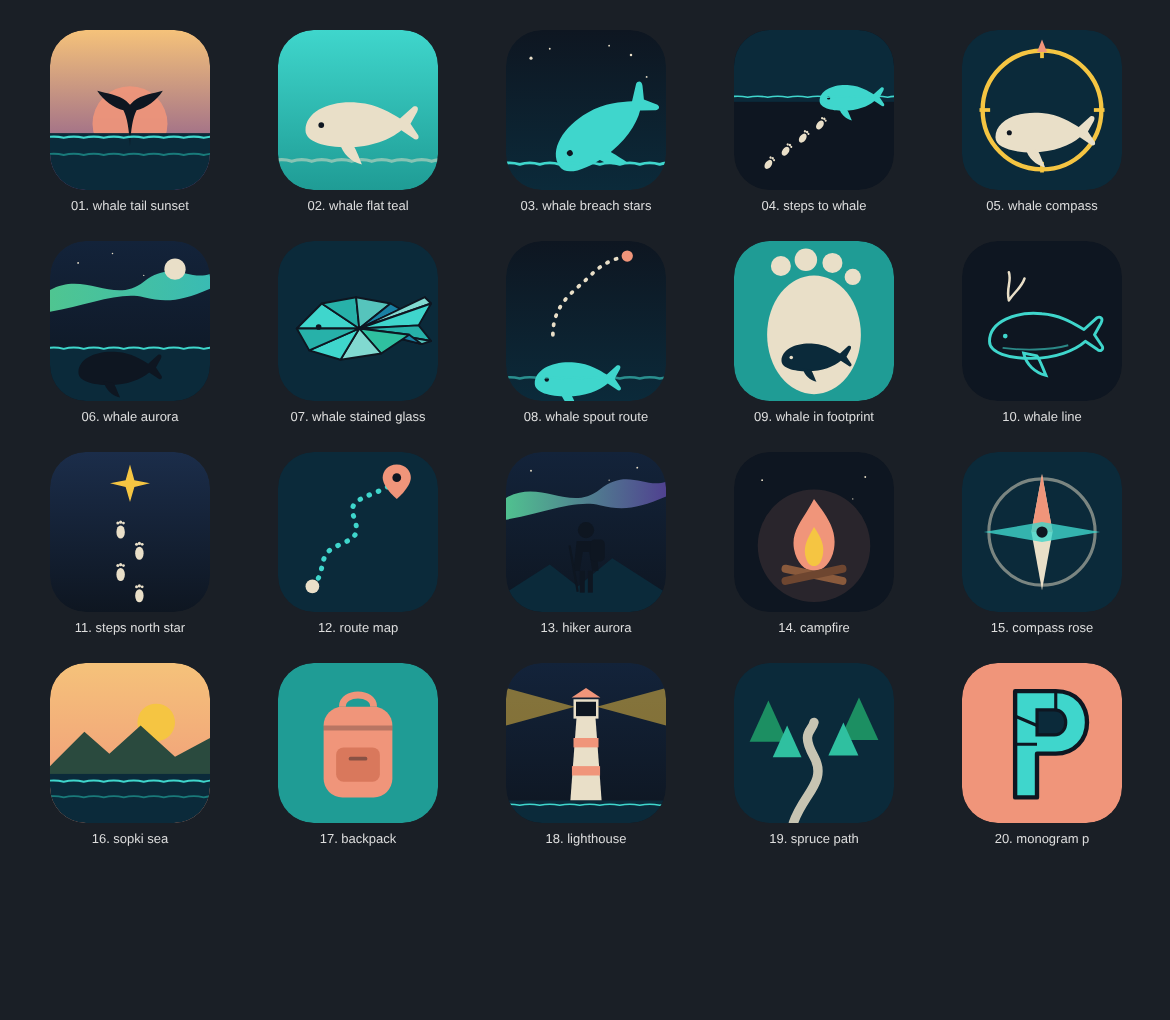 01. whale tail sunset
02. whale flat teal
03. whale breach stars
04. steps to whale
05. whale compass
06. whale aurora
07. whale stained glass
08. whale spout route
09. whale in footprint
10. whale line
11. steps north star
12. route map
13. hiker aurora
14. campfire
15. compass rose
16. sopki sea
17. backpack
18. lighthouse
19. spruce path
P
20. monogram p